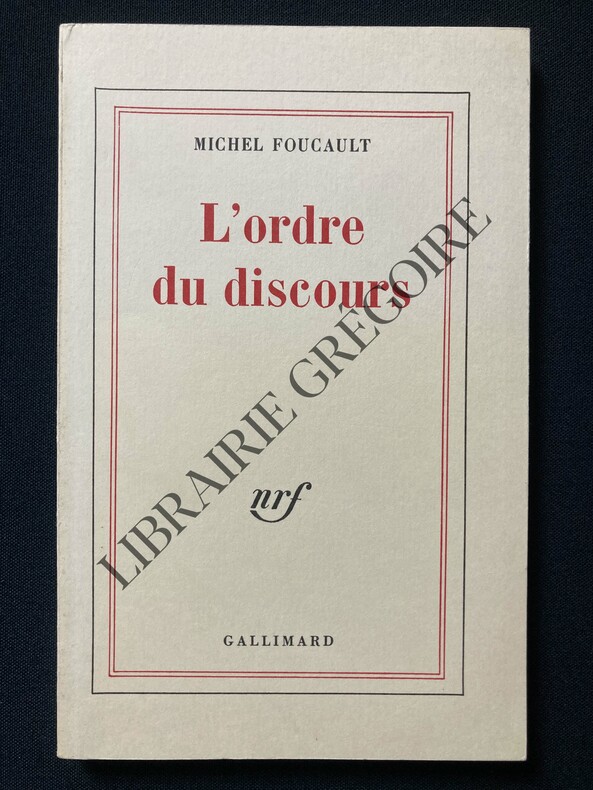 MICHEL FOUCAULT
L'ordre
du discours
LIBRAIRIE GRÉGOIRE
nrf
GALLIMARD